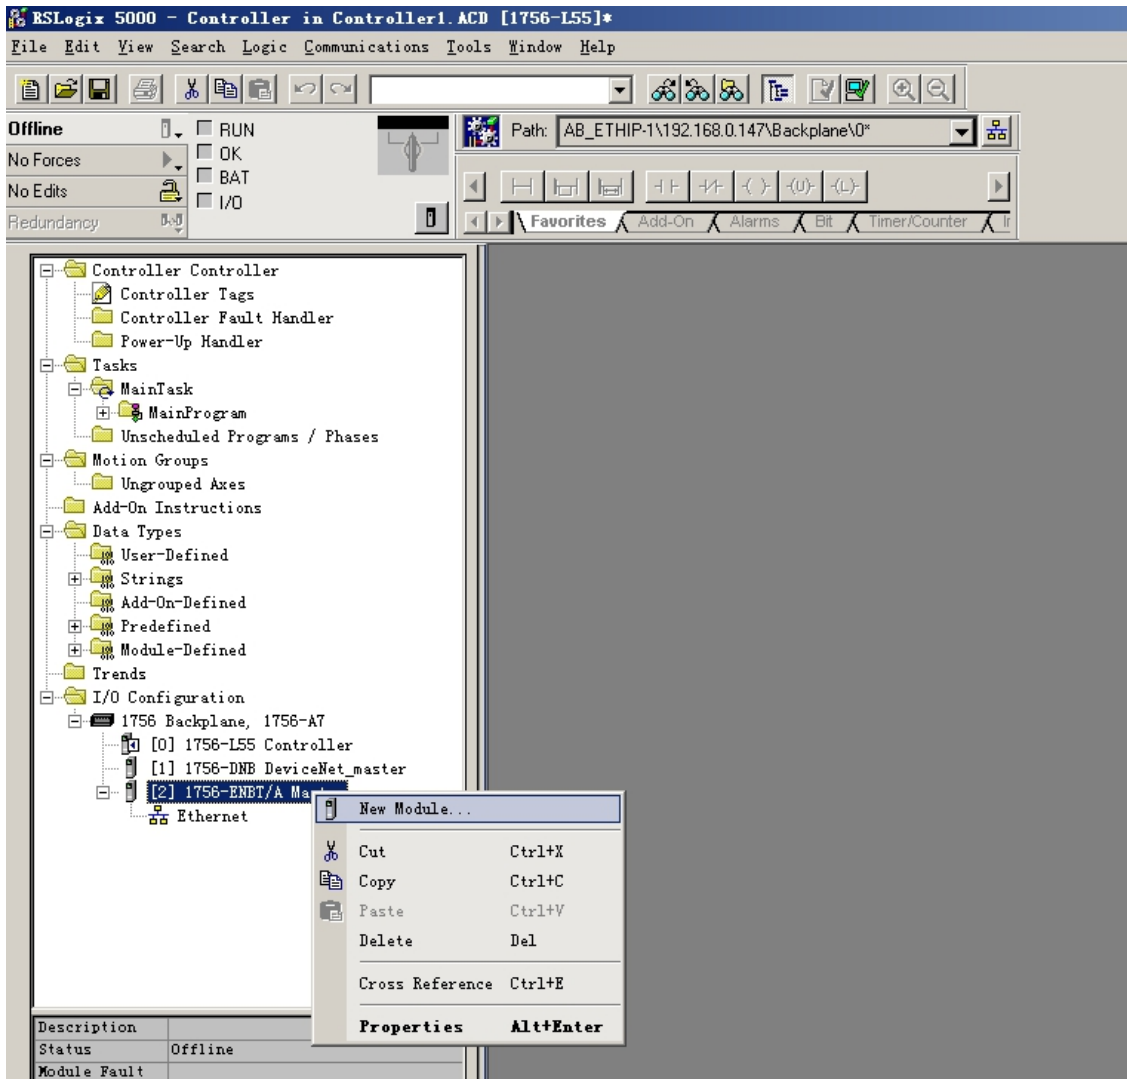 RSLogix 5000 - Controller in Controller1.ACD [1756-L55]*
File Edit View Search Logic Communications Tools Window Help
Offline
RUN
Path: AB_ETHIP-1\192.168.0.147\Backplane\0*
No Forces
OK
No Edits
BAT
I/O
Redundancy
Favorites Add-On Alarms Bit Timer/Counter
Controller Controller
Controller Tags
Controller Fault Handler
Power-Up Handler
Tasks
MainTask
MainProgram
Unscheduled Programs / Phases
Motion Groups
Ungrouped Axes
Add-On Instructions
Data Types
User-Defined
Strings
Add-On-Defined
Predefined
Module-Defined
Trends
I/O Configuration
1756 Backplane, 1756-A7
[0] 1756-L55 Controller
[1] 1756-DNB DeviceNet_master
[2] 1756-ENBT/A
Ethernet
New Module...
Cut Ctrl+X
Copy Ctrl+C
Paste Ctrl+V
Delete Del
Cross Reference Ctrl+E
Properties Alt+Enter
Description
Status Offline
Module Fault